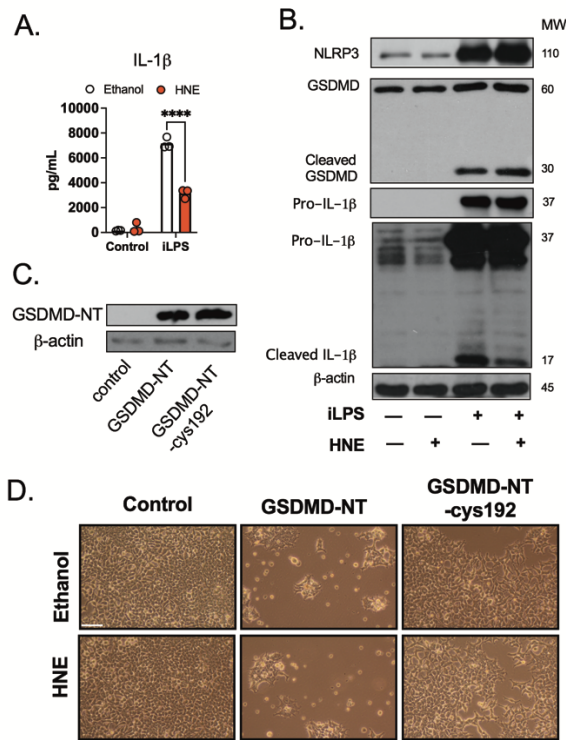 A.
IL-1β
Ethanol HNE
****
10000
8000
6000
4000
2000
0
pg/mL
Control iLPS
B.
MW
NLRP3 110
GSDMD 60
Cleaved
GSDMD 30
Pro-IL-1β 37
Pro-IL-1β 37
Cleaved IL-1β 17
β-actin 45
iLPS — — + +
HNE — + — +
C.
GSDMD-NT
β-actin
control
GSDMD-NT
GSDMD-NT
-cys192
D.
Control GSDMD-NT GSDMD-NT
-cys192
Ethanol
HNE